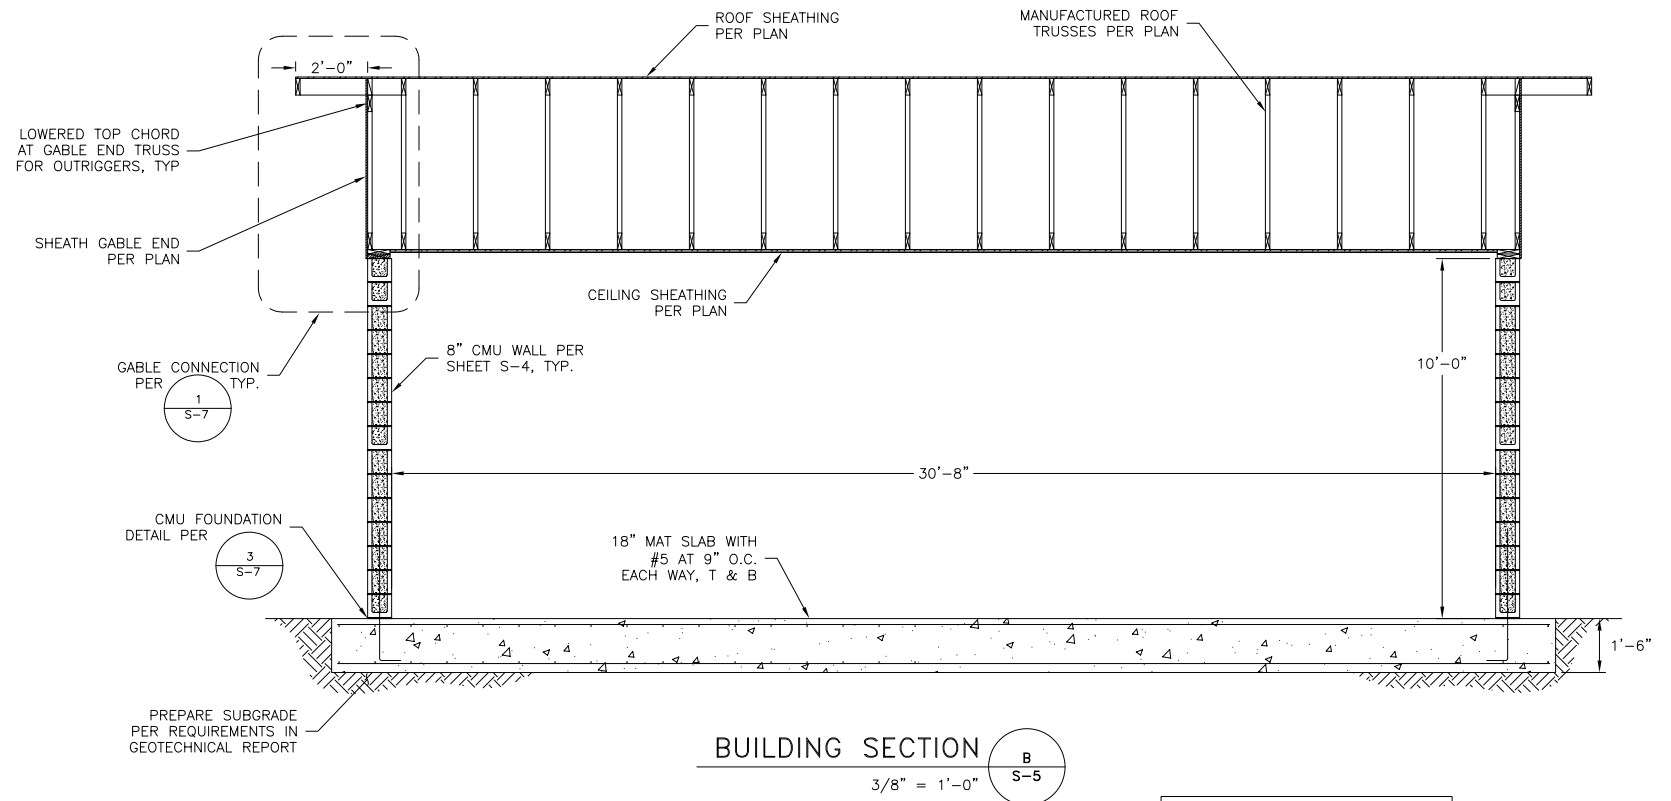 ROOF SHEATHING
PER PLAN
MANUFACTURED ROOF
TRUSSES PER PLAN
2'-0"
LOWERED TOP CHORD
AT GABLE END TRUSS
FOR OUTRIGGERS, TYP
SHEATH GABLE END
PER PLAN
CEILING SHEATHING
PER PLAN
GABLE CONNECTION
PER TYP.
1
S-7
8" CMU WALL PER
SHEET S-4, TYP.
10'-0"
30'-8"
CMU FOUNDATION
DETAIL PER
3
S-7
18" MAT SLAB WITH
#5 AT 9" O.C.
EACH WAY, T & B
1'-6"
PREPARE SUBGRADE
PER REQUIREMENTS IN
GEOTECHNICAL REPORT
BUILDING SECTION
B
S-5
3/8" = 1'-0"